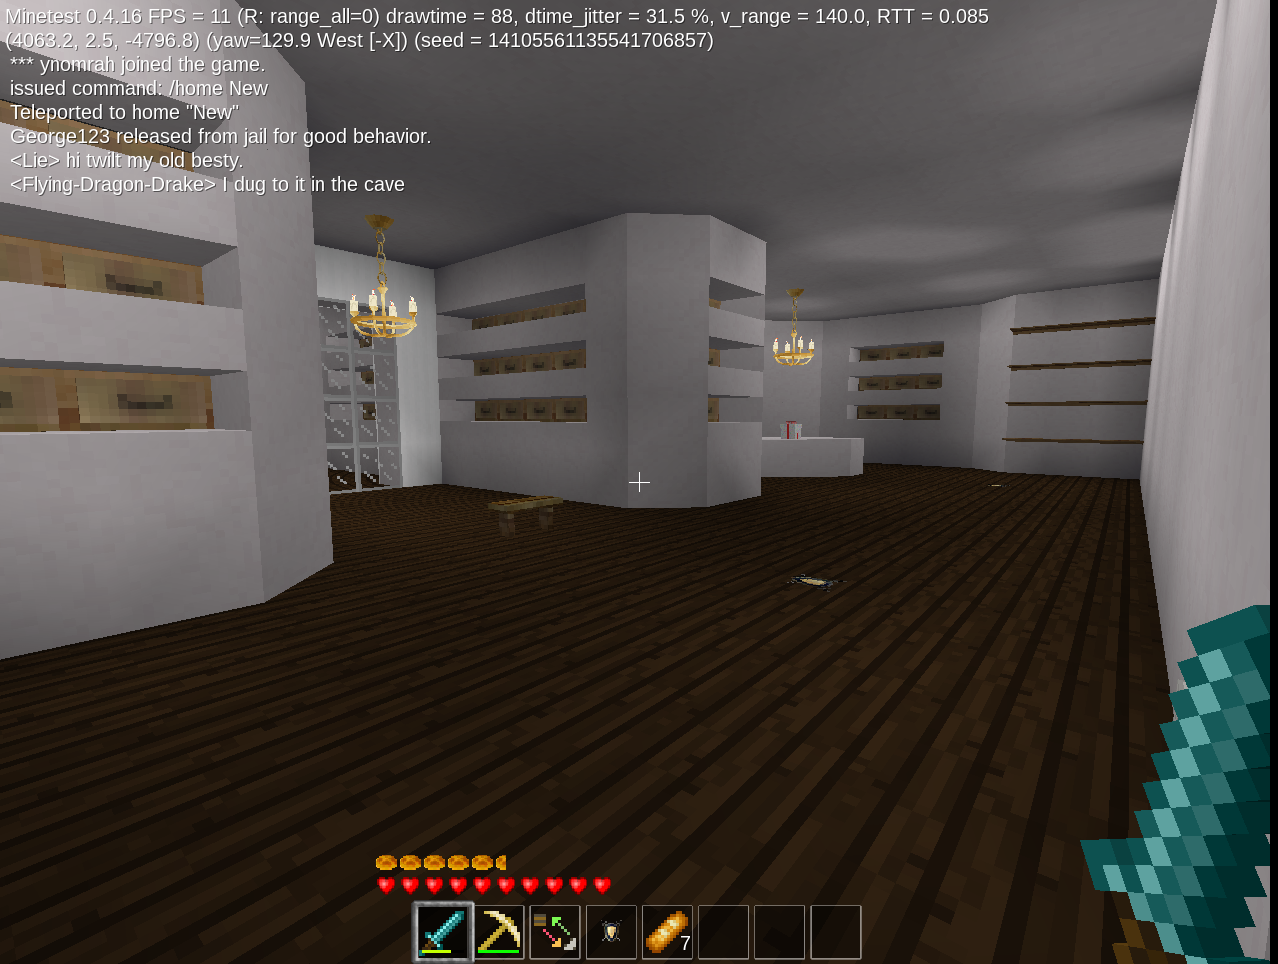 Minetest 0.4.16 FPS = 11 (R: range_all=0) drawtime = 88, dtime_jitter = 31.5 %, v_range = 140.0, RTT = 0.085
(4063.2, 2.5, -4796.8) (yaw=129.9 West [-X]) (seed = 14105561135541706857)
*** ynomrah joined the game.
issued command: /home New
Teleported to home "New"
George123 released from jail for good behavior.
<Lie> hi twilt my old besty.
<Flying-Dragon-Drake> I dug to it in the cave
7